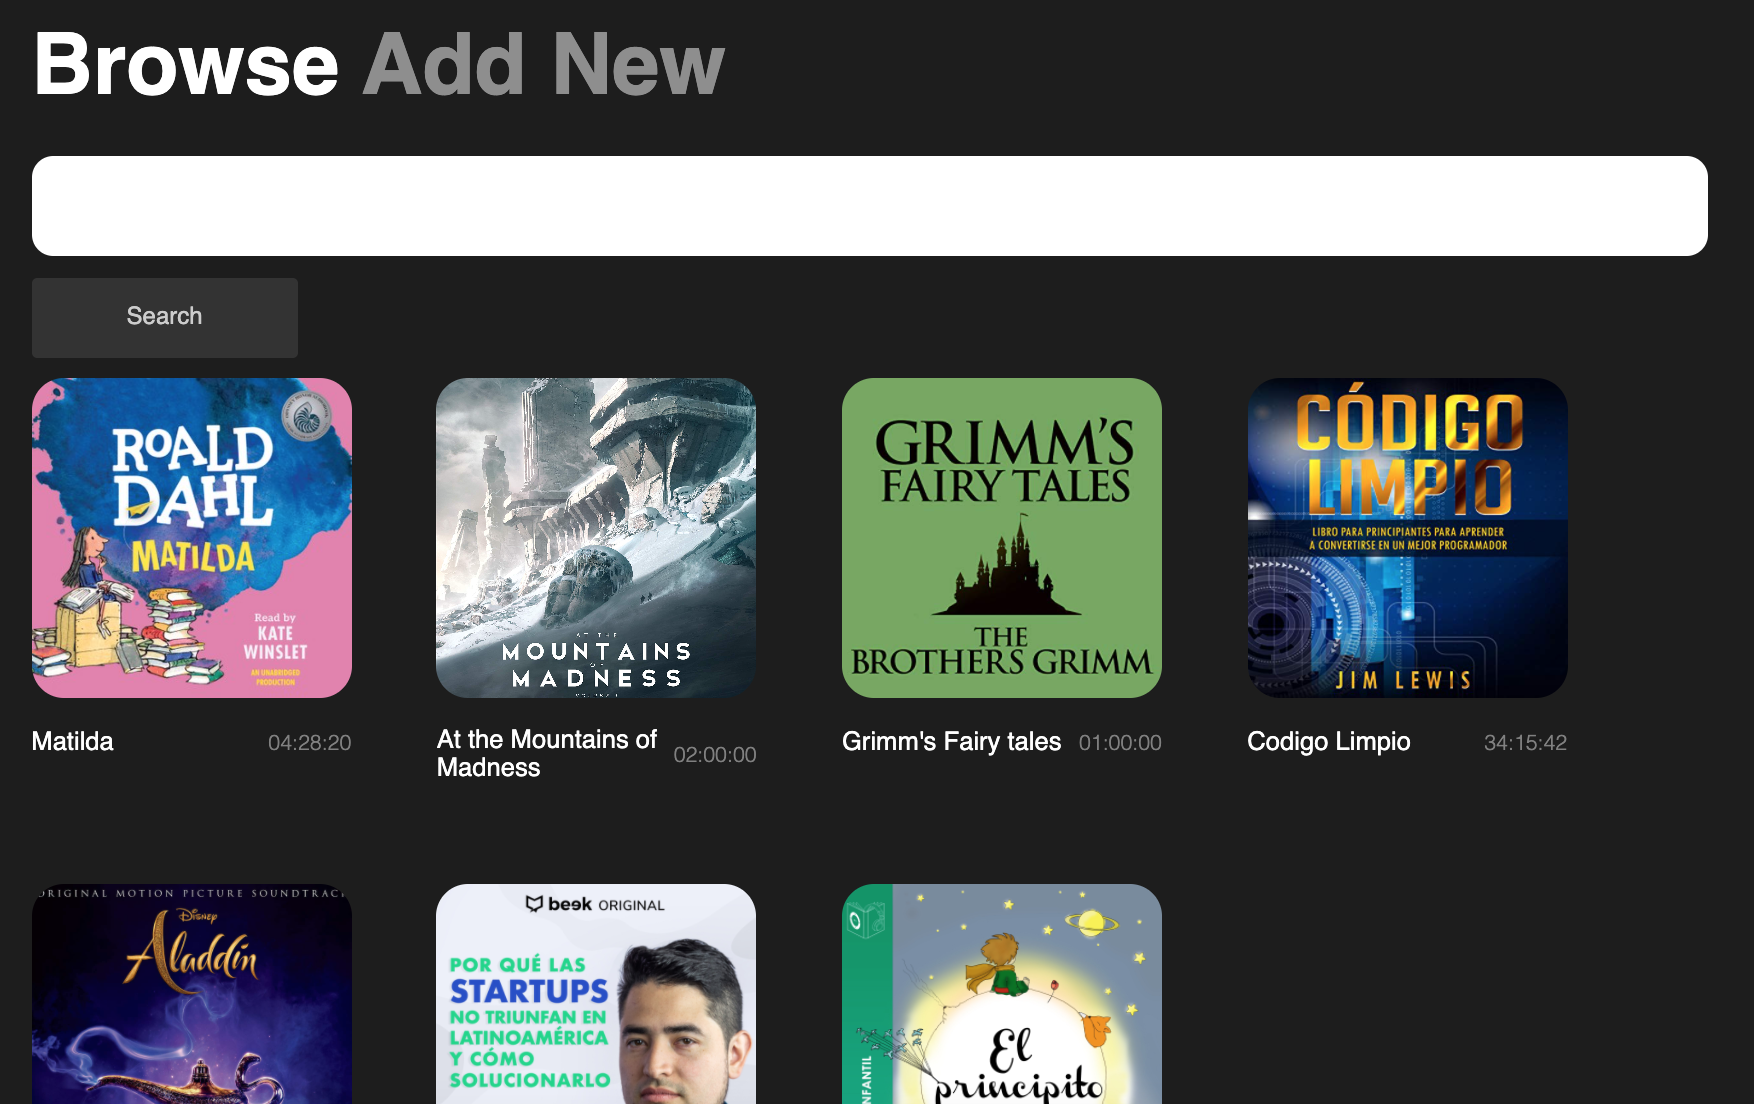 Browse Add New
Search
ROALD
DAHL
MATILDA
Read by
KATE
WINSLET
AN UNABRIDGED
PRODUCTION
AT THE
MOUNTAINS
OF
MADNESS
GRIMM'S
FAIRY TALES
THE
BROTHERS GRIMM
CÓDIGO
LIMPIO
LIBRO PARA PRINCIPIANTES PARA APRENDER
A CONVERTIRSE EN UN MEJOR PROGRAMADOR
JIM LEWIS
Matilda 04:28:20
At the Mountains of
Madness 02:00:00
Grimm's Fairy tales 01:00:00
Codigo Limpio 34:15:42
ORIGINAL MOTION PICTURE SOUNDTRACK
DISNEY
Aladdin
beek ORIGINAL
POR QUÉ LAS
STARTUPS
NO TRIUNFAN EN
LATINOAMÉRICA
Y CÓMO
SOLUCIONARLO
El
principito